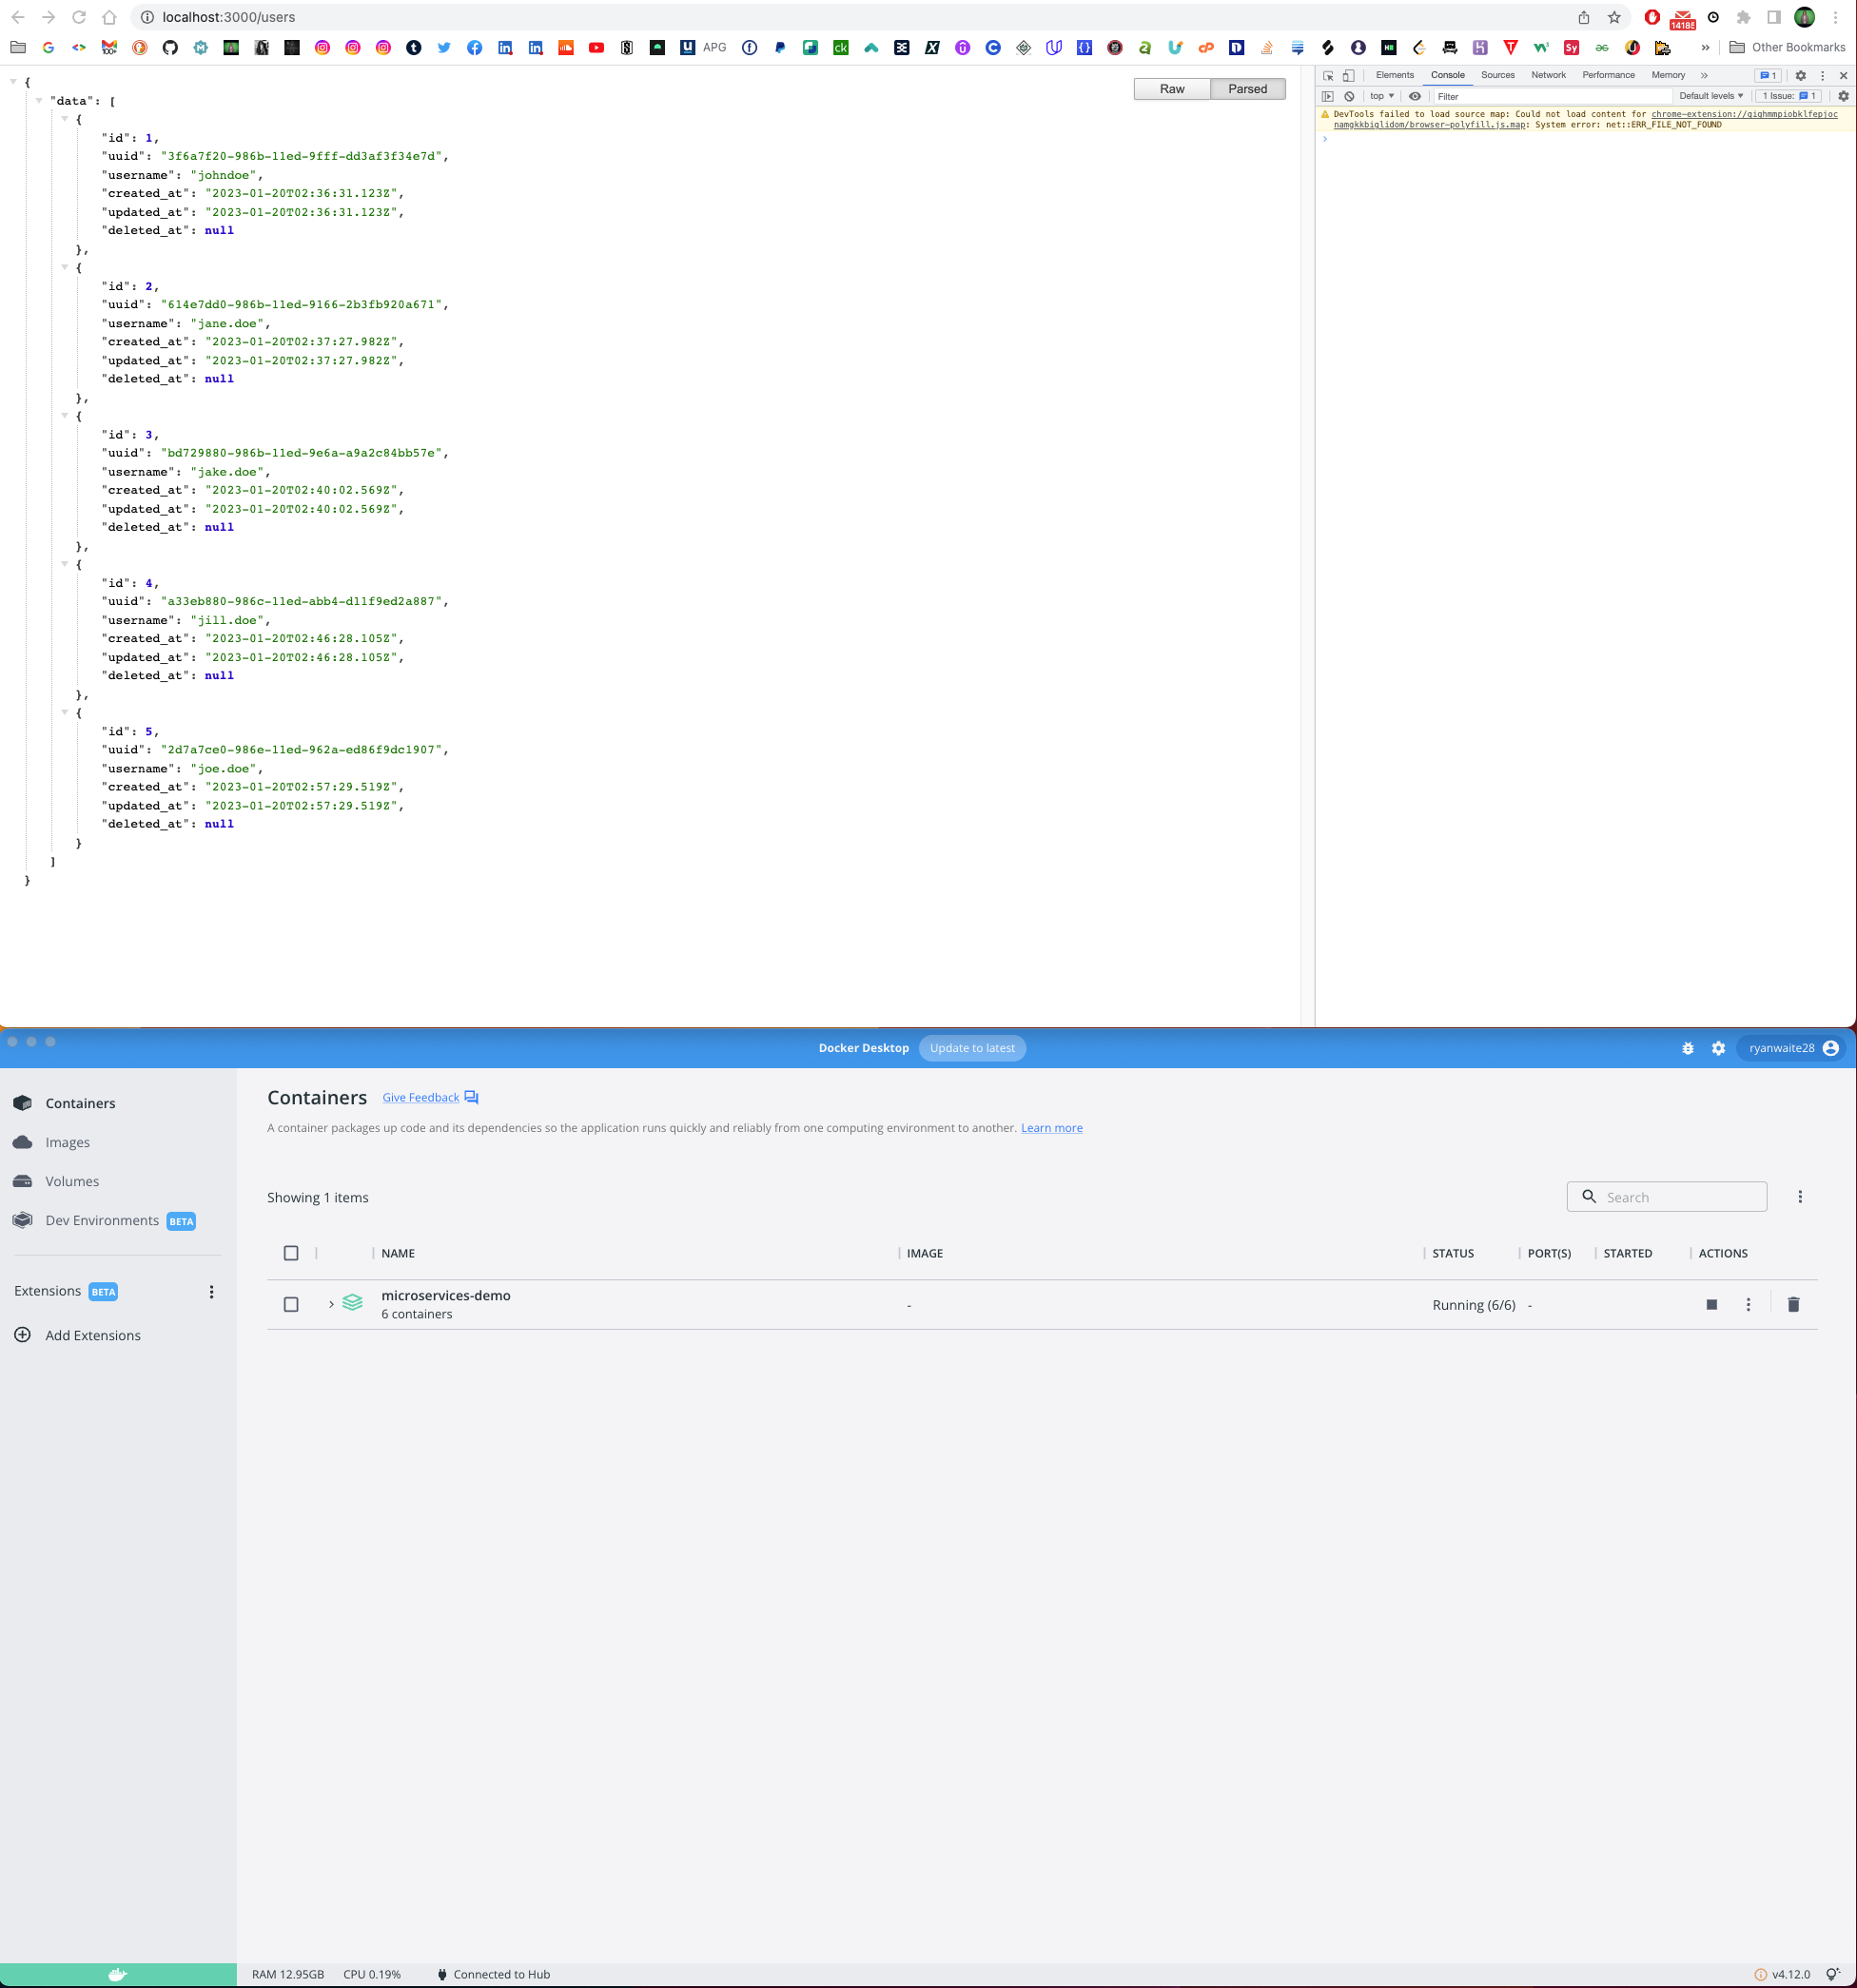 localhost:3000/users
14185
APG
Other Bookmarks
Raw
Parsed
{
"data": [
{
"id": 1,
"uuid": "3f6a7f20-986b-11ed-9fff-dd3af3f34e7d",
"username": "johndoe",
"created_at": "2023-01-20T02:36:31.123Z",
"updated_at": "2023-01-20T02:36:31.123Z",
"deleted_at": null
},
{
"id": 2,
"uuid": "614e7dd0-986b-11ed-9166-2b3fb920a671",
"username": "jane.doe",
"created_at": "2023-01-20T02:37:27.982Z",
"updated_at": "2023-01-20T02:37:27.982Z",
"deleted_at": null
},
{
"id": 3,
"uuid": "bd729880-986b-11ed-9e6a-a9a2c84bb57e",
"username": "jake.doe",
"created_at": "2023-01-20T02:40:02.569Z",
"updated_at": "2023-01-20T02:40:02.569Z",
"deleted_at": null
},
{
"id": 4,
"uuid": "a33eb880-986c-11ed-abb4-d11f9ed2a887",
"username": "jill.doe",
"created_at": "2023-01-20T02:46:28.105Z",
"updated_at": "2023-01-20T02:46:28.105Z",
"deleted_at": null
},
{
"id": 5,
"uuid": "2d7a7ce0-986e-11ed-962a-ed86f9dc1907",
"username": "joe.doe",
"created_at": "2023-01-20T02:57:29.519Z",
"updated_at": "2023-01-20T02:57:29.519Z",
"deleted_at": null
}
]
}
Elements Console Sources Network Performance Memory » 1
top Filter Default levels 1 Issue: 1
DevTools failed to load source map: Could not load content for chrome-extension://gighmmpiobklfepjoc
namgkkbiglidom/browser-polyfill.js.map: System error: net::ERR_FILE_NOT_FOUND
Docker Desktop Update to latest ryanwaite28
Containers
Images
Volumes
Dev Environments BETA
Extensions BETA
Add Extensions
Containers Give Feedback
A container packages up code and its dependencies so the application runs quickly and reliably from one computing environment to another. Learn more
Showing 1 items
Search
NAME IMAGE STATUS PORT(S) STARTED ACTIONS
microservices-demo
6 containers
- Running (6/6) -
RAM 12.95GB CPU 0.19% Connected to Hub v4.12.0